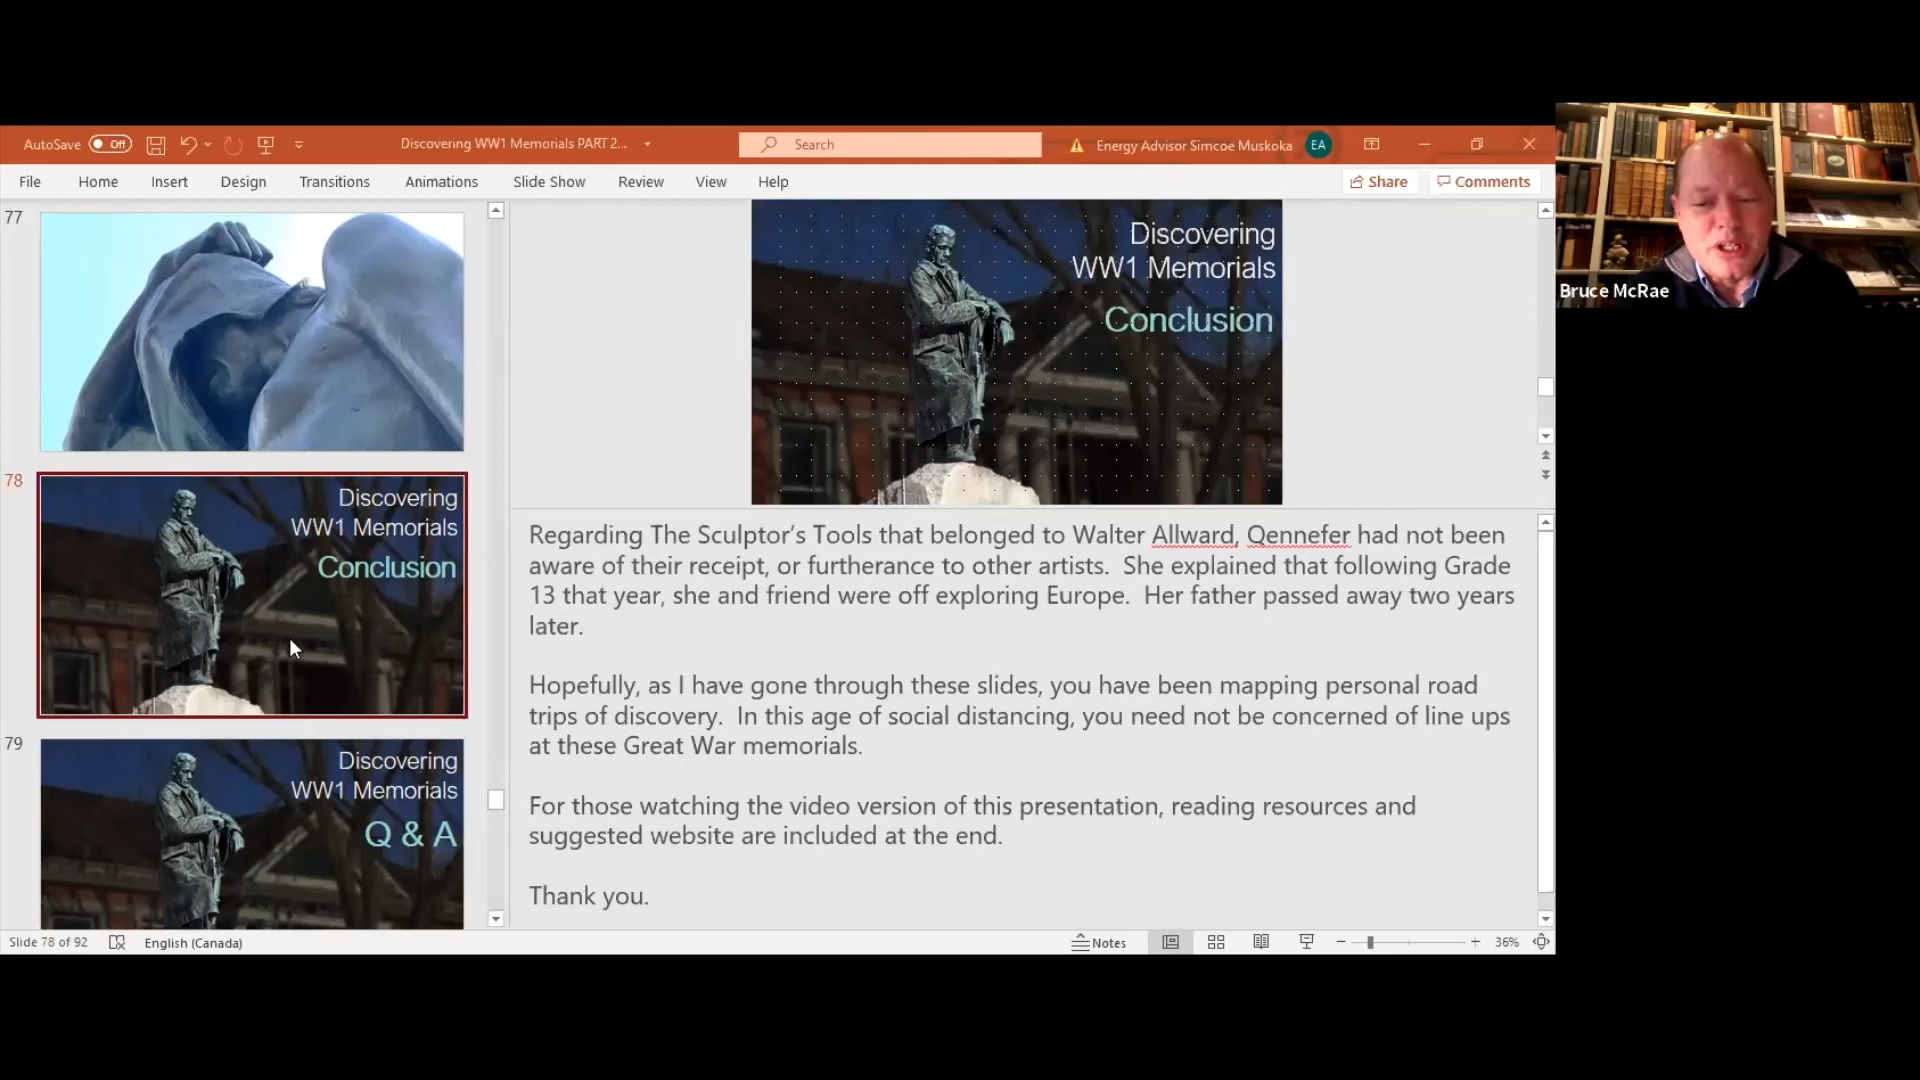 AutoSave Off Discovering WW1 Memorials PART 2... Search Energy Advisor Simcoe Muskoka EA
File Home Insert Design Transitions Animations Slide Show Review View Help Share Comments
77
78
Discovering
WW1 Memorials
Conclusion
79
Discovering
WW1 Memorials
Q & A
Discovering
WW1 Memorials
Conclusion
Regarding The Sculptor’s Tools that belonged to Walter Allward, Qennefer had not been
aware of their receipt, or furtherance to other artists.  She explained that following Grade
13 that year, she and friend were off exploring Europe.  Her father passed away two years
later.
Hopefully, as I have gone through these slides, you have been mapping personal road
trips of discovery.  In this age of social distancing, you need not be concerned of line ups
at these Great War memorials.
For those watching the video version of this presentation, reading resources and
suggested website are included at the end.
Thank you.
Slide 78 of 92 English (Canada) Notes 36%
Bruce McRae